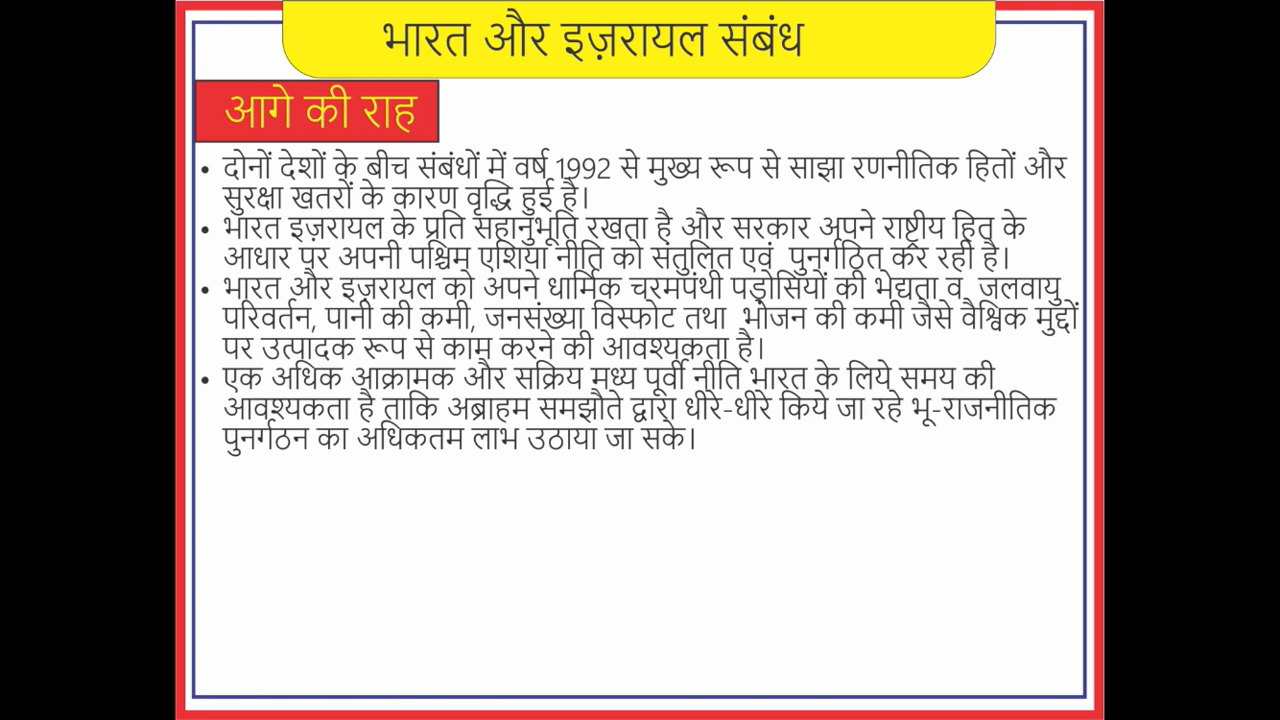 भारत और इज़रायल संबंध
आगे की राह
• दोनों देशों के बीच संबंधों में वर्ष 1992 से मुख्य रूप से साझा रणनीतिक हितों और
सुरक्षा खतरों के कारण वृद्धि हुई है।
• भारत इज़रायल के प्रति सहानुभूति रखता है और सरकार अपने राष्ट्रीय हित के
आधार पर अपनी पश्चिम एशिया नीति को संतुलित एवं पुनर्गठित कर रही है।
• भारत और इज़रायल को अपने धार्मिक चरमपंथी पड़ोसियों की भेद्यता व जलवायु
परिवर्तन, पानी की कमी, जनसंख्या विस्फोट तथा भोजन की कमी जैसे वैश्विक मुद्दों
पर उत्पादक रूप से काम करने की आवश्यकता है।
• एक अधिक आक्रामक और सक्रिय मध्य पूर्वी नीति भारत के लिये समय की
आवश्यकता है ताकि अब्राहम समझौते द्वारा धीरे-धीरे किये जा रहे भू-राजनीतिक
पुनर्गठन का अधिकतम लाभ उठाया जा सके।